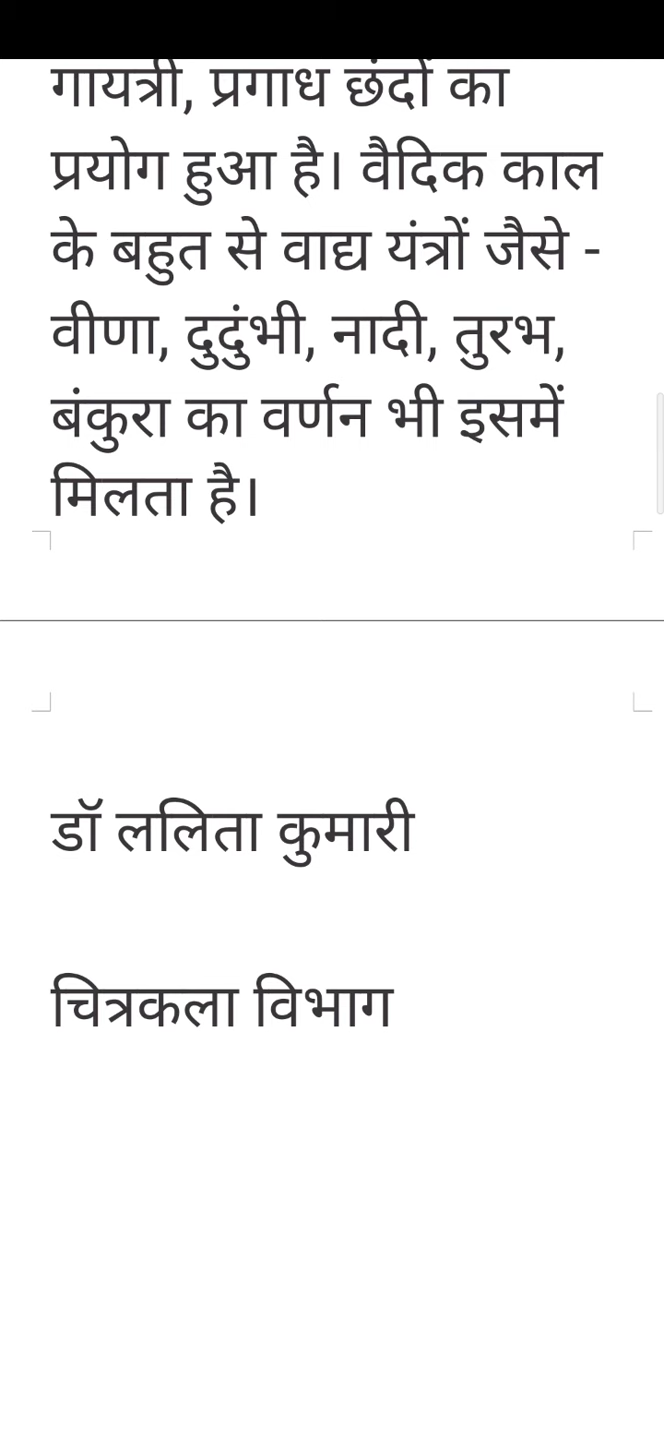 गायत्री, प्रगाध छंदों का
प्रयोग हुआ है। वैदिक काल
के बहुत से वाद्य यंत्रों जैसे -
वीणा, दुदुंभी, नादी, तुरभ,
बंकुरा का वर्णन भी इसमें
मिलता है।
डॉ ललिता कुमारी
चित्रकला विभाग